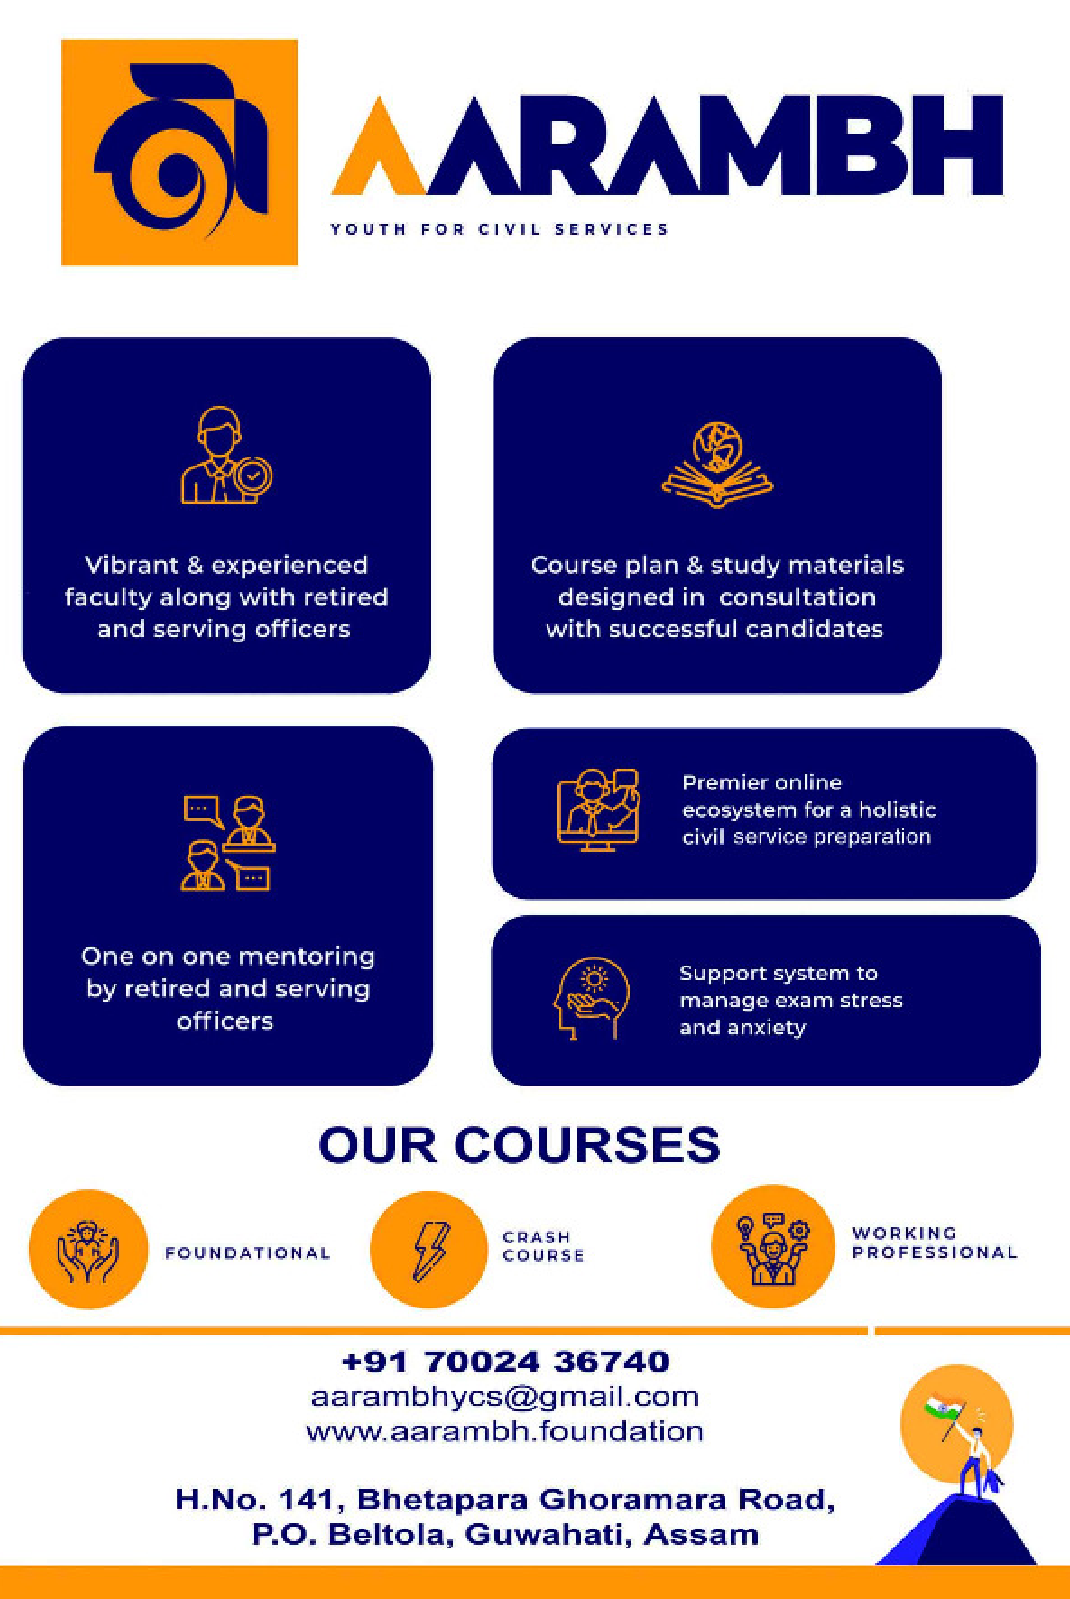 AARAMBH
YOUTH FOR CIVIL SERVICES
Vibrant & experienced
faculty along with retired
and serving officers
Course plan & study materials
designed in consultation
with successful candidates
One on one mentoring
by retired and serving
officers
Premier online
ecosystem for a holistic
civil service preparation
Support system to
manage exam stress
and anxiety
OUR COURSES
FOUNDATIONAL
CRASH
COURSE
WORKING
PROFESSIONAL
+91 70024 36740
aarambhycs@gmail.com
www.aarambh.foundation
H.No. 141, Bhetapara Ghoramara Road,
P.O. Beltola, Guwahati, Assam